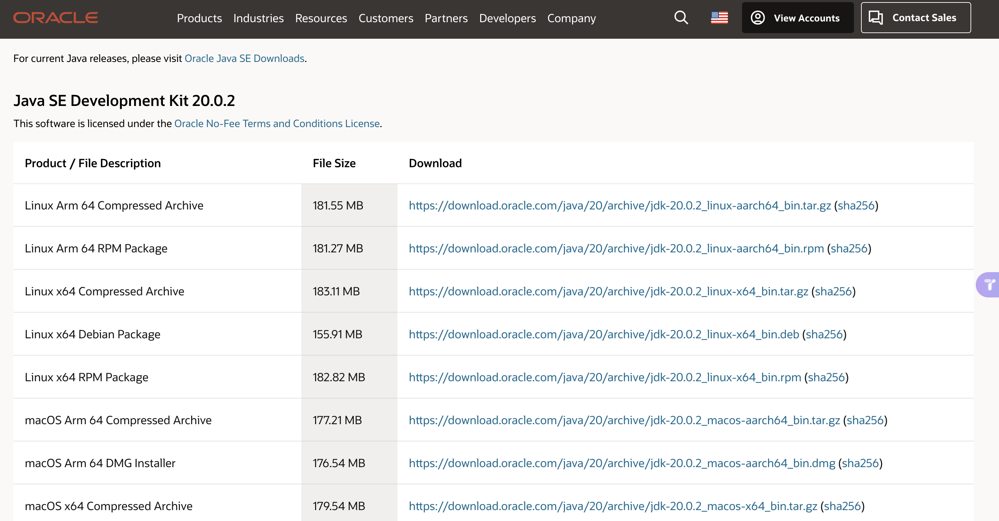 ORACLE Products Industries Resources Customers Partners Developers Company View Accounts Contact Sales
For current Java releases, please visit Oracle Java SE Downloads.
Java SE Development Kit 20.0.2
This software is licensed under the Oracle No-Fee Terms and Conditions License.
Product / File Description File Size Download
Linux Arm 64 Compressed Archive 181.55 MB https://download.oracle.com/java/20/archive/jdk-20.0.2_linux-aarch64_bin.tar.gz (sha256)
Linux Arm 64 RPM Package 181.27 MB https://download.oracle.com/java/20/archive/jdk-20.0.2_linux-aarch64_bin.rpm (sha256)
Linux x64 Compressed Archive 183.11 MB https://download.oracle.com/java/20/archive/jdk-20.0.2_linux-x64_bin.tar.gz (sha256)
Linux x64 Debian Package 155.91 MB https://download.oracle.com/java/20/archive/jdk-20.0.2_linux-x64_bin.deb (sha256)
Linux x64 RPM Package 182.82 MB https://download.oracle.com/java/20/archive/jdk-20.0.2_linux-x64_bin.rpm (sha256)
macOS Arm 64 Compressed Archive 177.21 MB https://download.oracle.com/java/20/archive/jdk-20.0.2_macos-aarch64_bin.tar.gz (sha256)
macOS Arm 64 DMG Installer 176.54 MB https://download.oracle.com/java/20/archive/jdk-20.0.2_macos-aarch64_bin.dmg (sha256)
macOS x64 Compressed Archive 179.54 MB https://download.oracle.com/java/20/archive/jdk-20.0.2_macos-x64_bin.tar.gz (sha256)